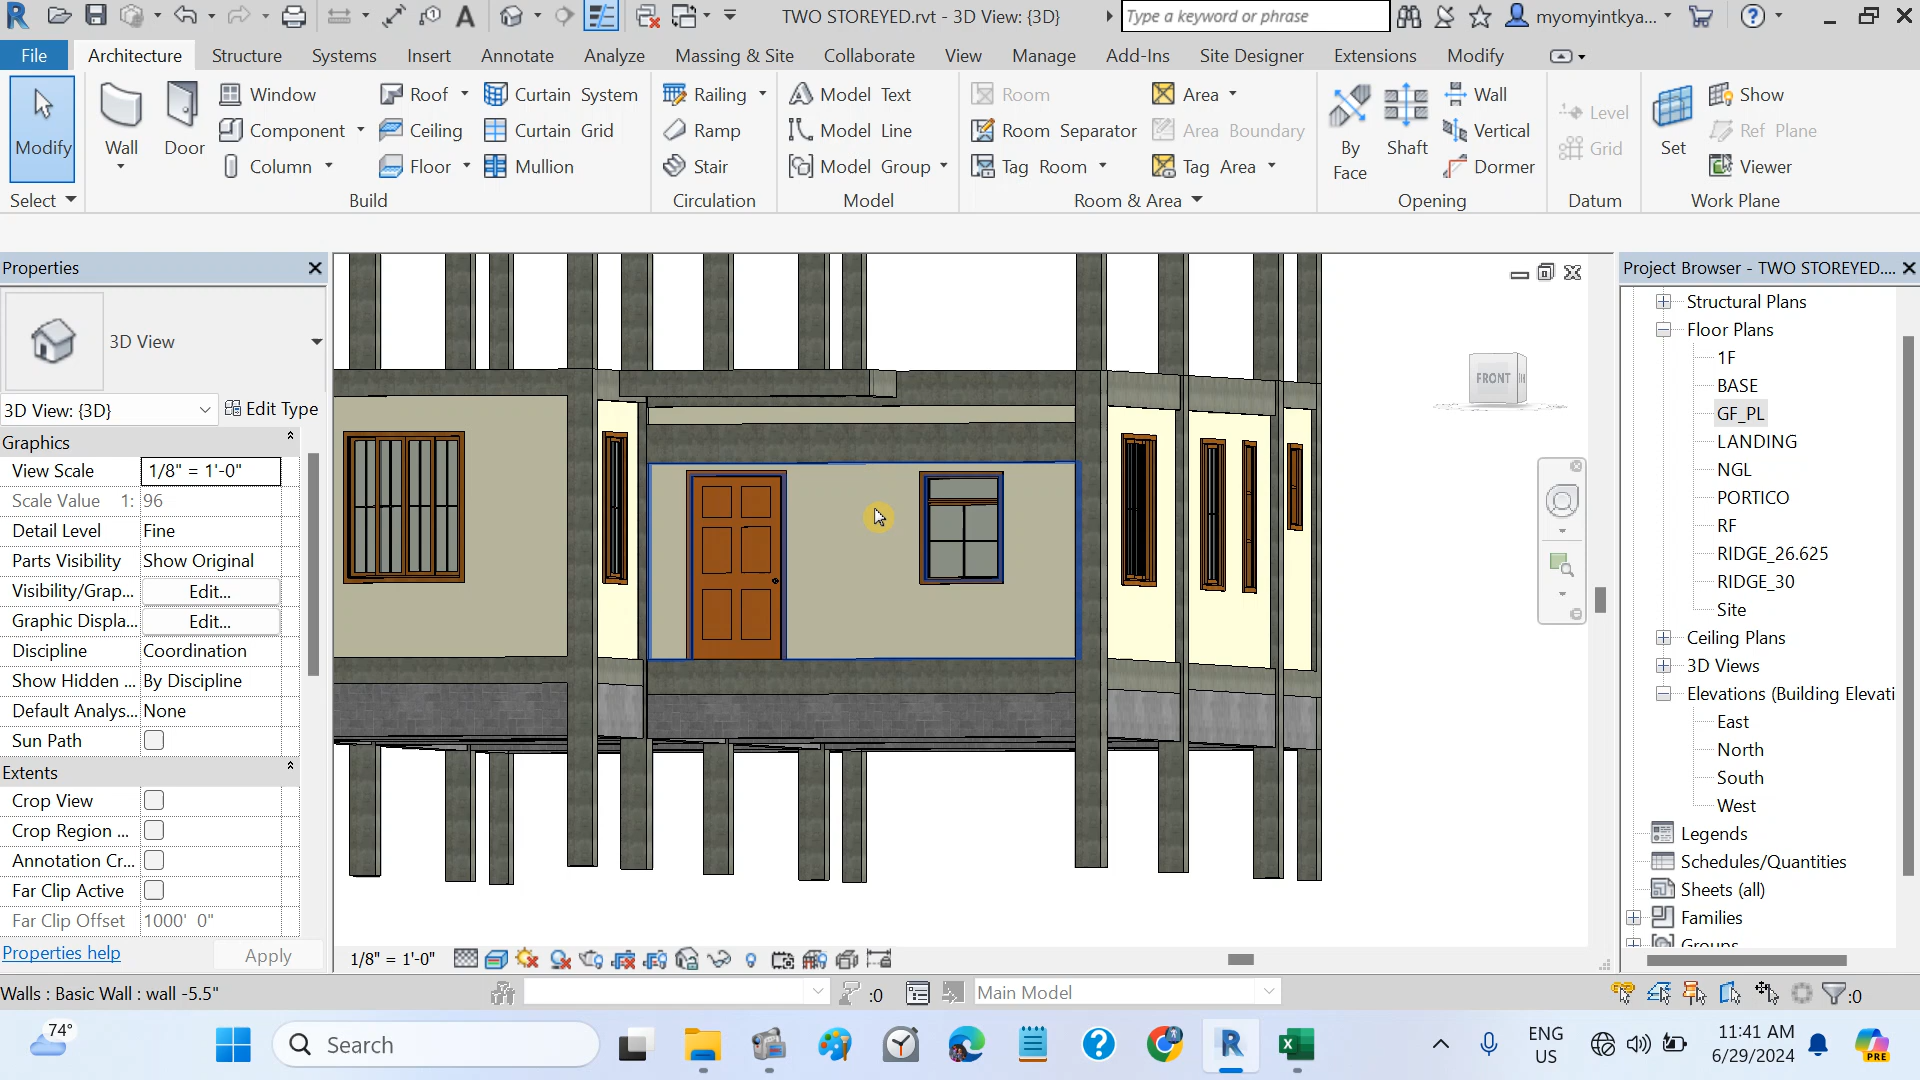 TWO STOREYED.rvt - 3D View: {3D}
Type a keyword or phrase
myomyintkya...
File
Architecture
Structure
Systems
Insert
Annotate
Analyze
Massing & Site
Collaborate
View
Manage
Add-Ins
Site Designer
Extensions
Modify
Modify
Wall
Door
Window
Component
Column
Roof
Ceiling
Floor
Curtain System
Curtain Grid
Mullion
Railing
Ramp
Stair
Model Text
Model Line
Model Group
Room
Room Separator
Tag Room
Area
Area Boundary
Tag Area
By
Face
Shaft
Wall
Vertical
Dormer
Level
Grid
Set
Show
Ref Plane
Viewer
Select
Build
Circulation
Model
Room & Area
Opening
Datum
Work Plane
Properties
3D View
3D View: {3D}
Edit Type
Graphics
View Scale 1/8" = 1'-0"
Scale Value 1: 96
Detail Level Fine
Parts Visibility Show Original
Visibility/Grap... Edit...
Graphic Displa... Edit...
Discipline Coordination
Show Hidden ... By Discipline
Default Analys... None
Sun Path
Extents
Crop View
Crop Region ...
Annotation Cr...
Far Clip Active
Far Clip Offset 1000' 0"
Properties help
Apply
FRONT
Project Browser - TWO STOREYED....
Structural Plans
Floor Plans
1F
BASE
GF_PL
LANDING
NGL
PORTICO
RF
RIDGE_26.625
RIDGE_30
Site
Ceiling Plans
3D Views
Elevations (Building Elevati
East
North
South
West
Legends
Schedules/Quantities
Sheets (all)
Families
Groups
1/8" = 1'-0"
Walls : Basic Wall : wall -5.5"
:0
Main Model
:0
74°
Search
ENG
US
11:41 AM
6/29/2024
PRE